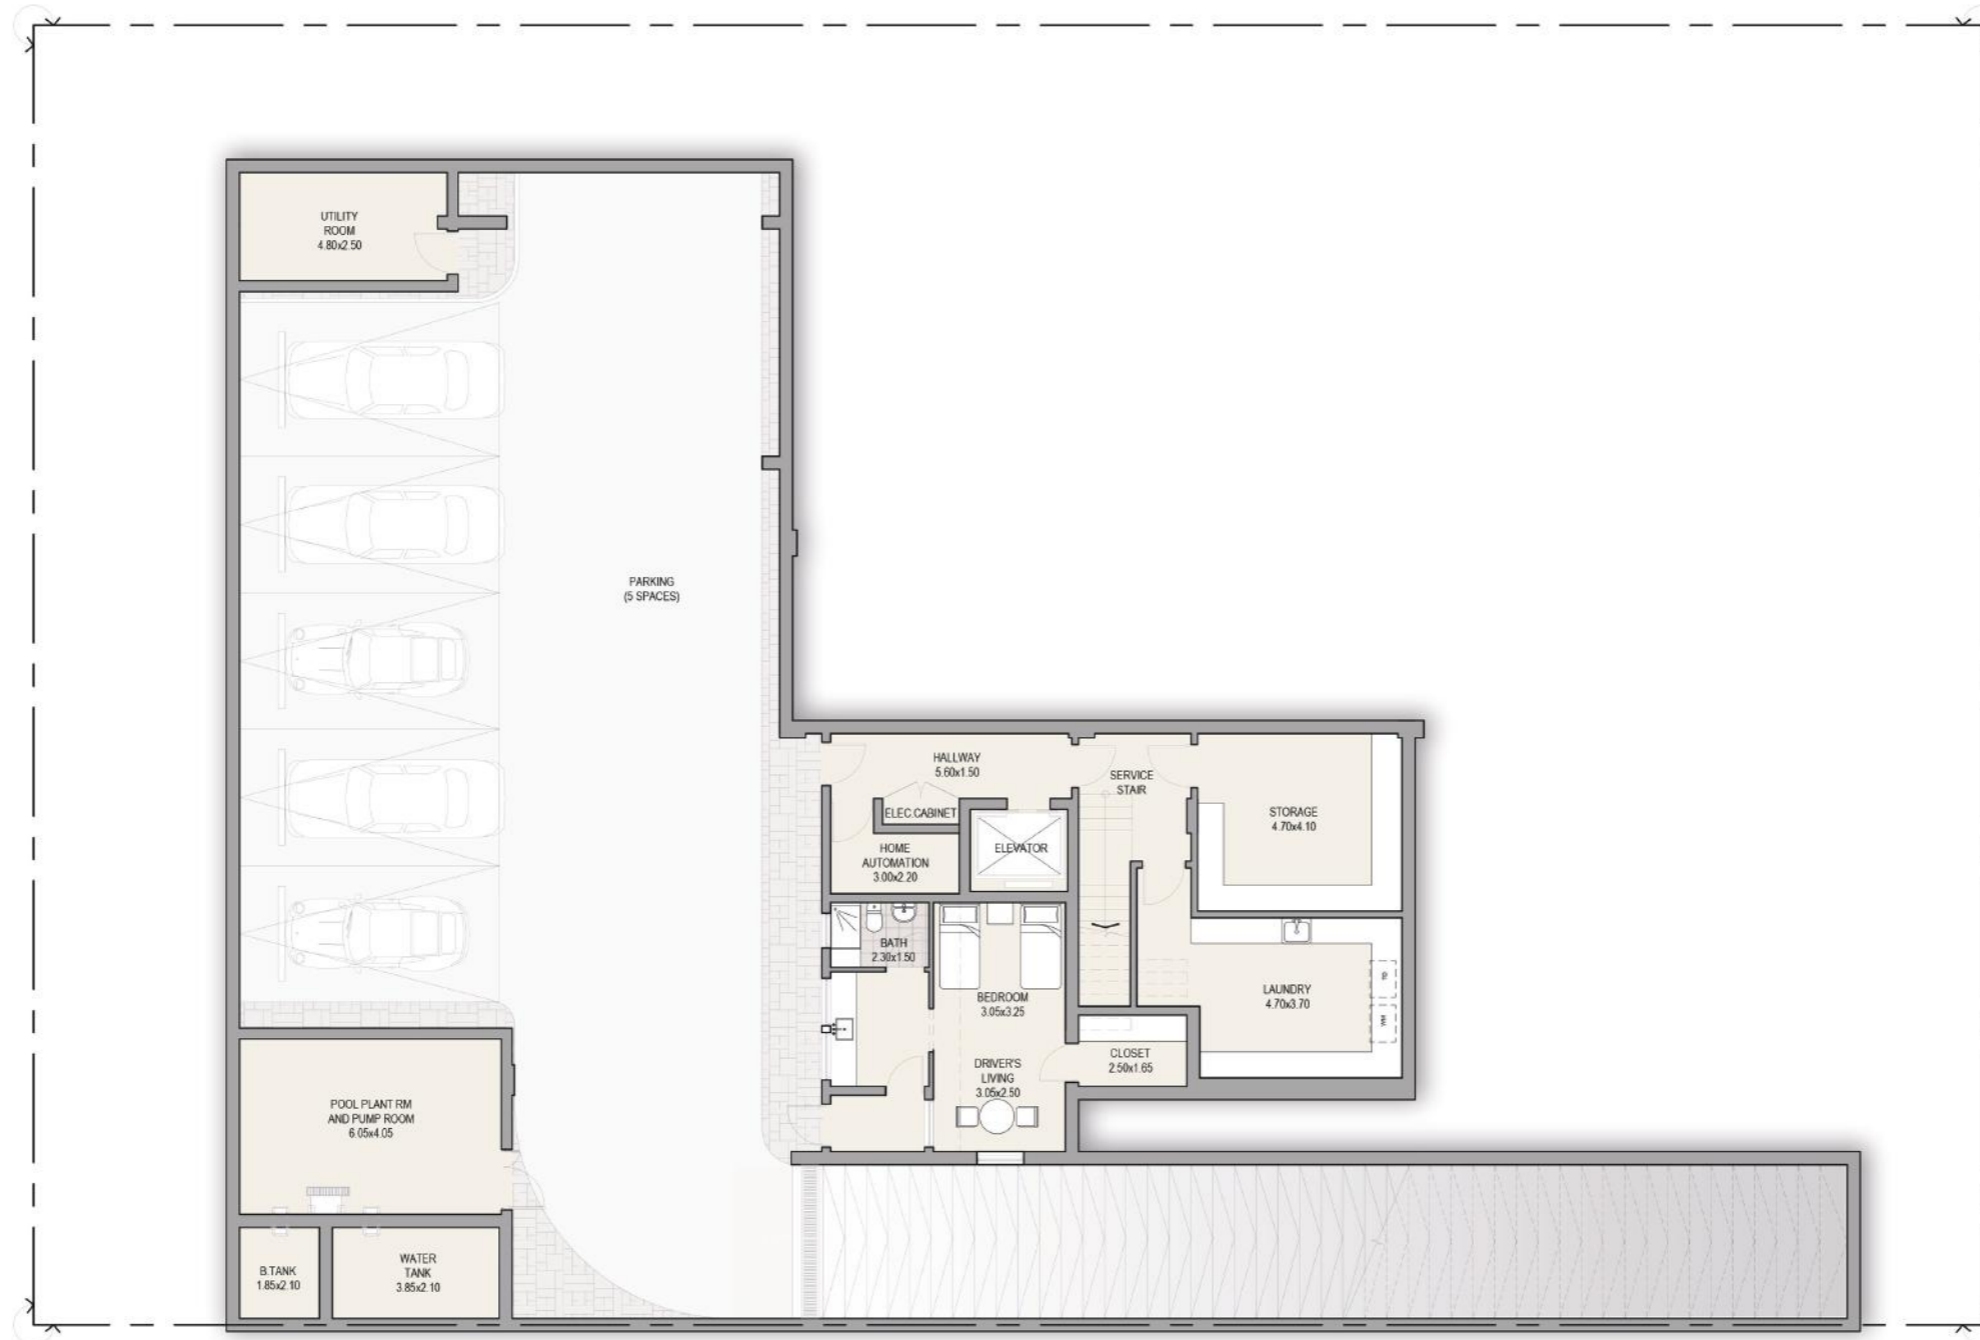 UTILITY
ROOM
4.80x2.50
PARKING
(5 SPACES)
HALLWAY
5.60x1.50
SERVICE
STAIR
ELEC.CABINET
STORAGE
4.70x4.10
HOME
AUTOMATION
3.00x2.20
ELEVATOR
BATH
2.30x1.50
BEDROOM
3.05x3.25
LAUNDRY
4.70x3.70
TD
WM
CLOSET
2.50x1.65
DRIVER'S
LIVING
3.05x2.50
POOL PLANT RM
AND PUMP ROOM
6.05x4.05
B.TANK
1.85x2.10
WATER
TANK
3.85x2.10